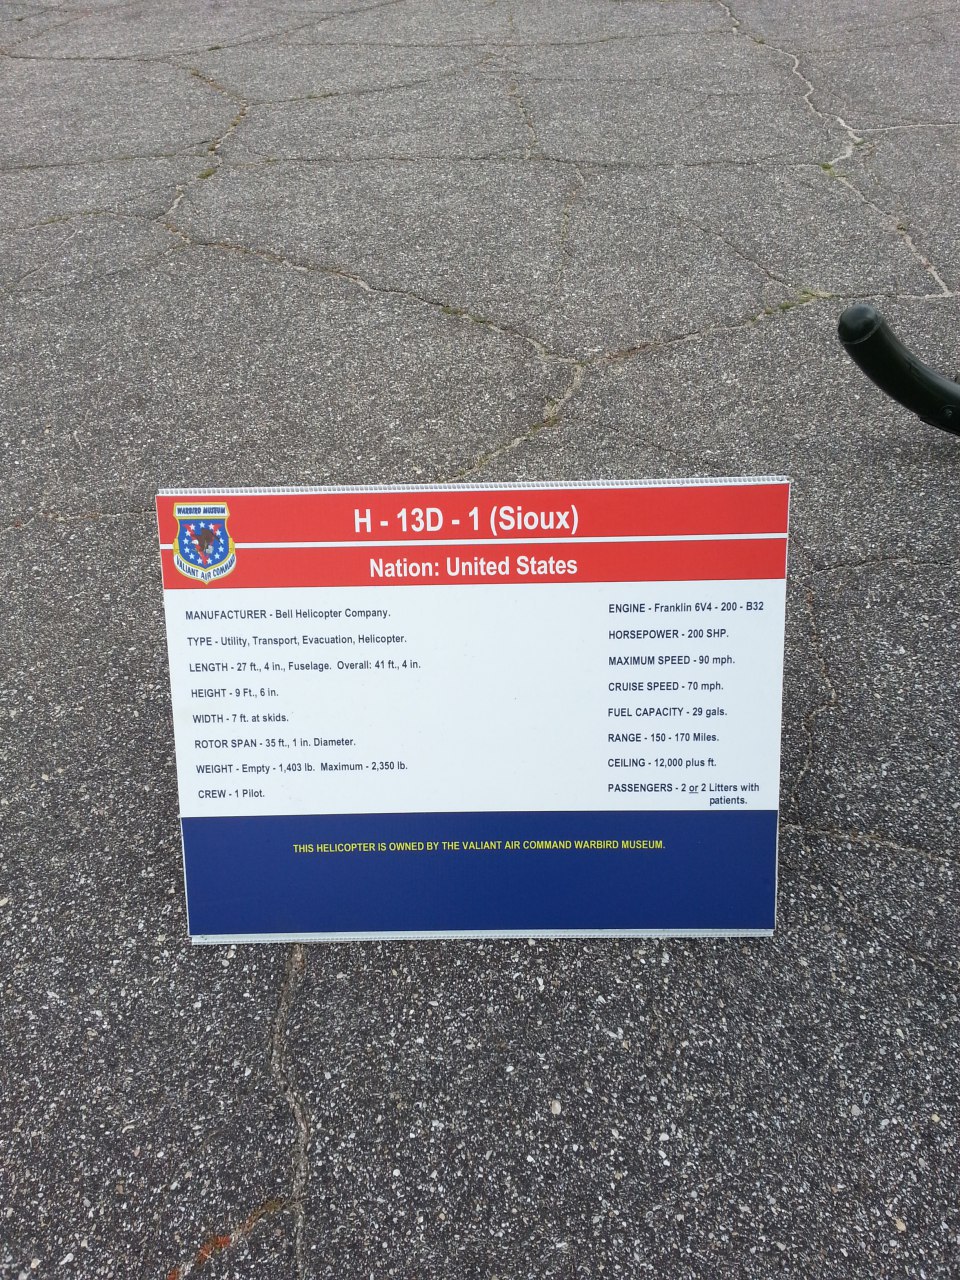 WARBIRD MUSEUM
VALIANT AIR COMMAND
H - 13D - 1 (Sioux)
Nation: United States
MANUFACTURER - Bell Helicopter Company.
TYPE - Utility, Transport, Evacuation, Helicopter.
LENGTH - 27 ft., 4 in., Fuselage. Overall: 41 ft., 4 in.
HEIGHT - 9 Ft., 6 in.
WIDTH - 7 ft. at skids.
ROTOR SPAN - 35 ft., 1 in. Diameter.
WEIGHT - Empty - 1,403 lb. Maximum - 2,350 lb.
CREW - 1 Pilot.
ENGINE - Franklin 6V4 - 200 - B32
HORSEPOWER - 200 SHP.
MAXIMUM SPEED - 90 mph.
CRUISE SPEED - 70 mph.
FUEL CAPACITY - 29 gals.
RANGE - 150 - 170 Miles.
CEILING - 12,000 plus ft.
PASSENGERS - 2 or 2 Litters with
patients.
THIS HELICOPTER IS OWNED BY THE VALIANT AIR COMMAND WARBIRD MUSEUM.